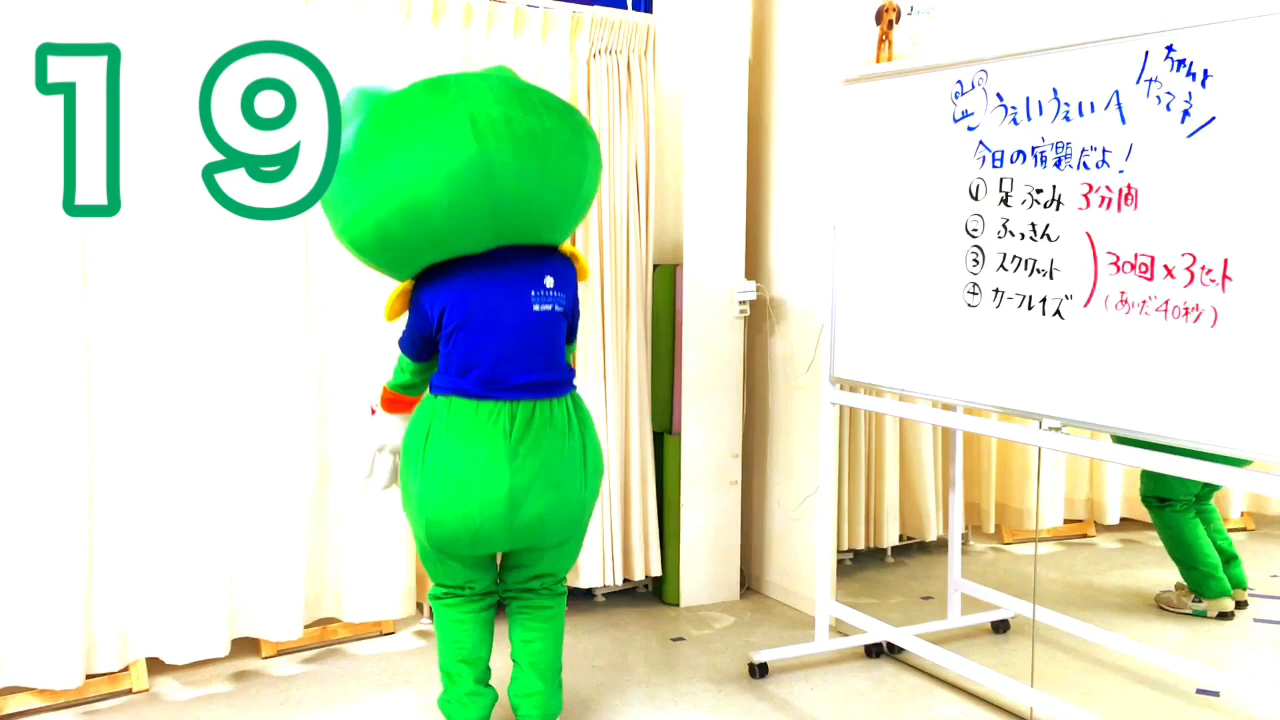 19
うぇいうぇいへ
ちゃんと
やってネ
今日の宿題だよ!
① 足ぶみ 3分間
② ふっきん
③ スクワット
④ カーフレイズ
30回×3セット
(あいだ40秒)